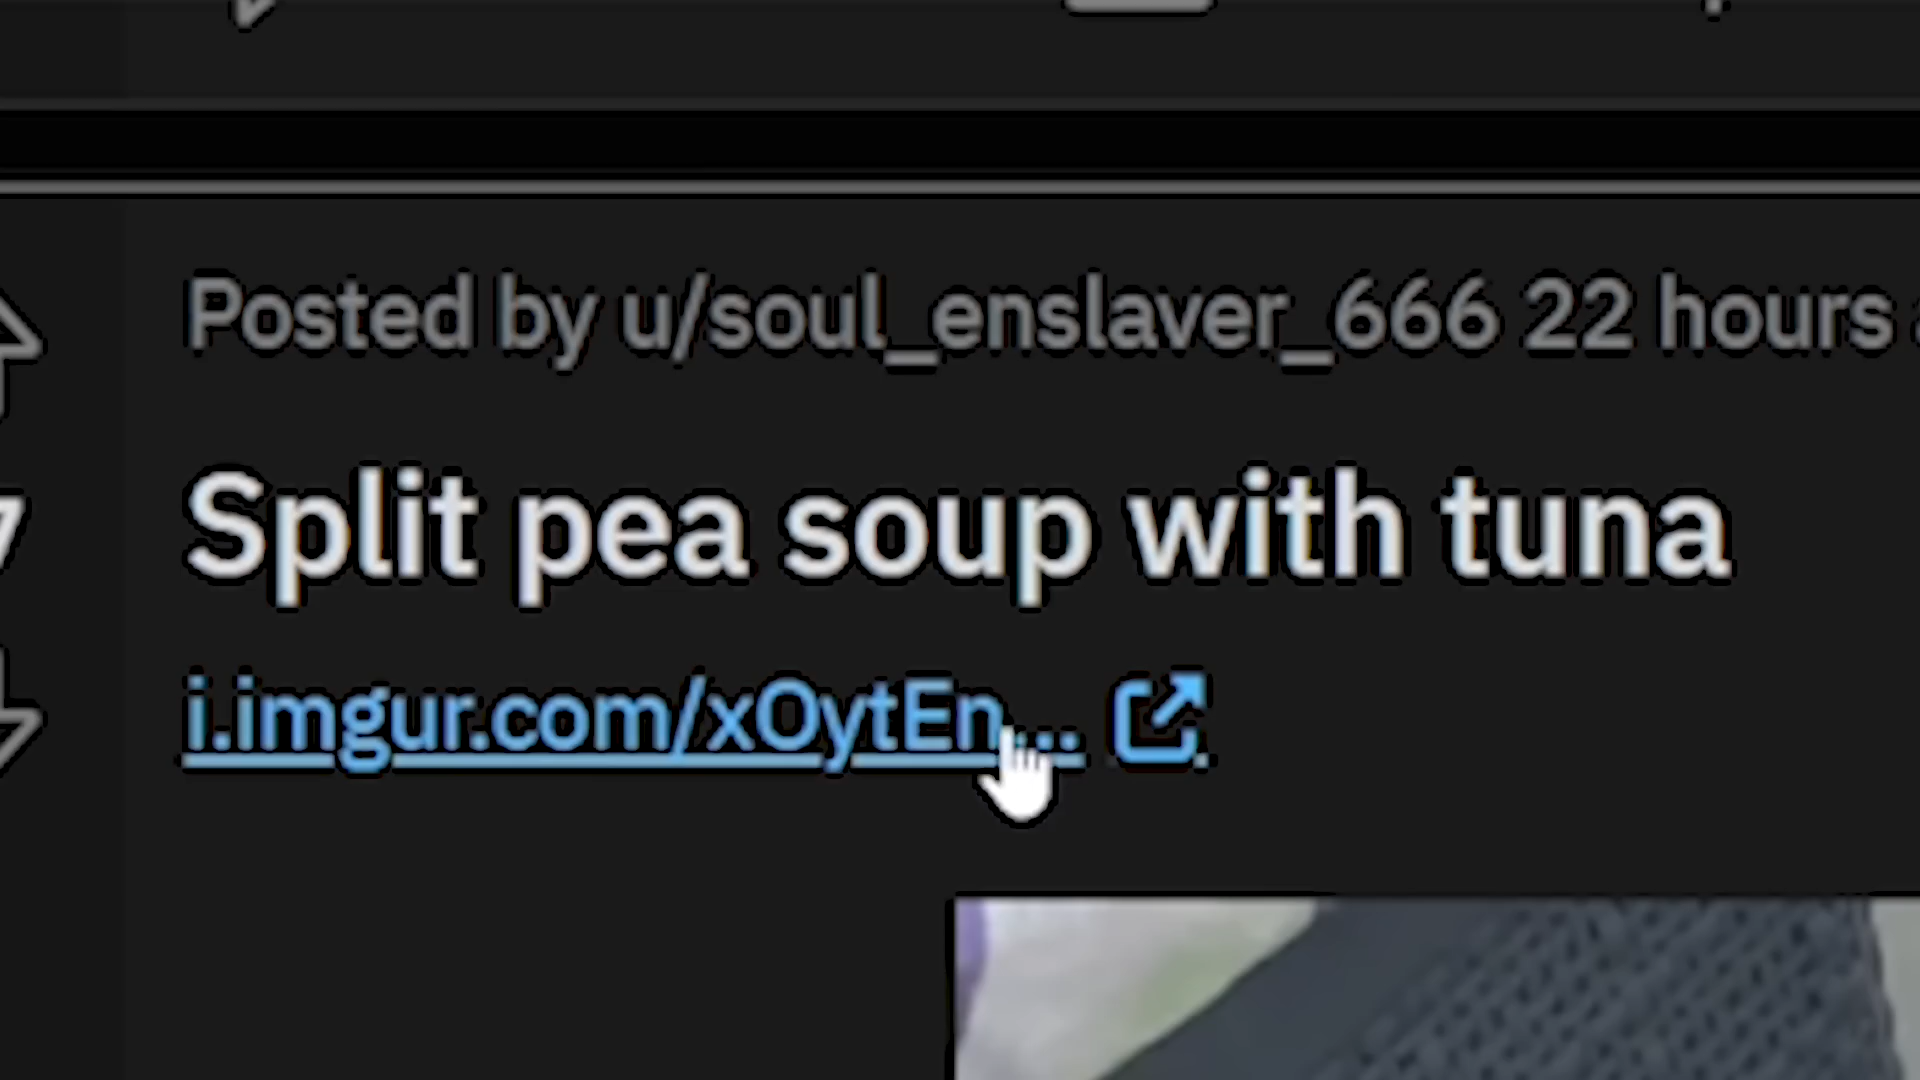 Posted by u/soul_enslaver_666 22 hours
Split pea soup with tuna
i.imgur.com/xOytEn...